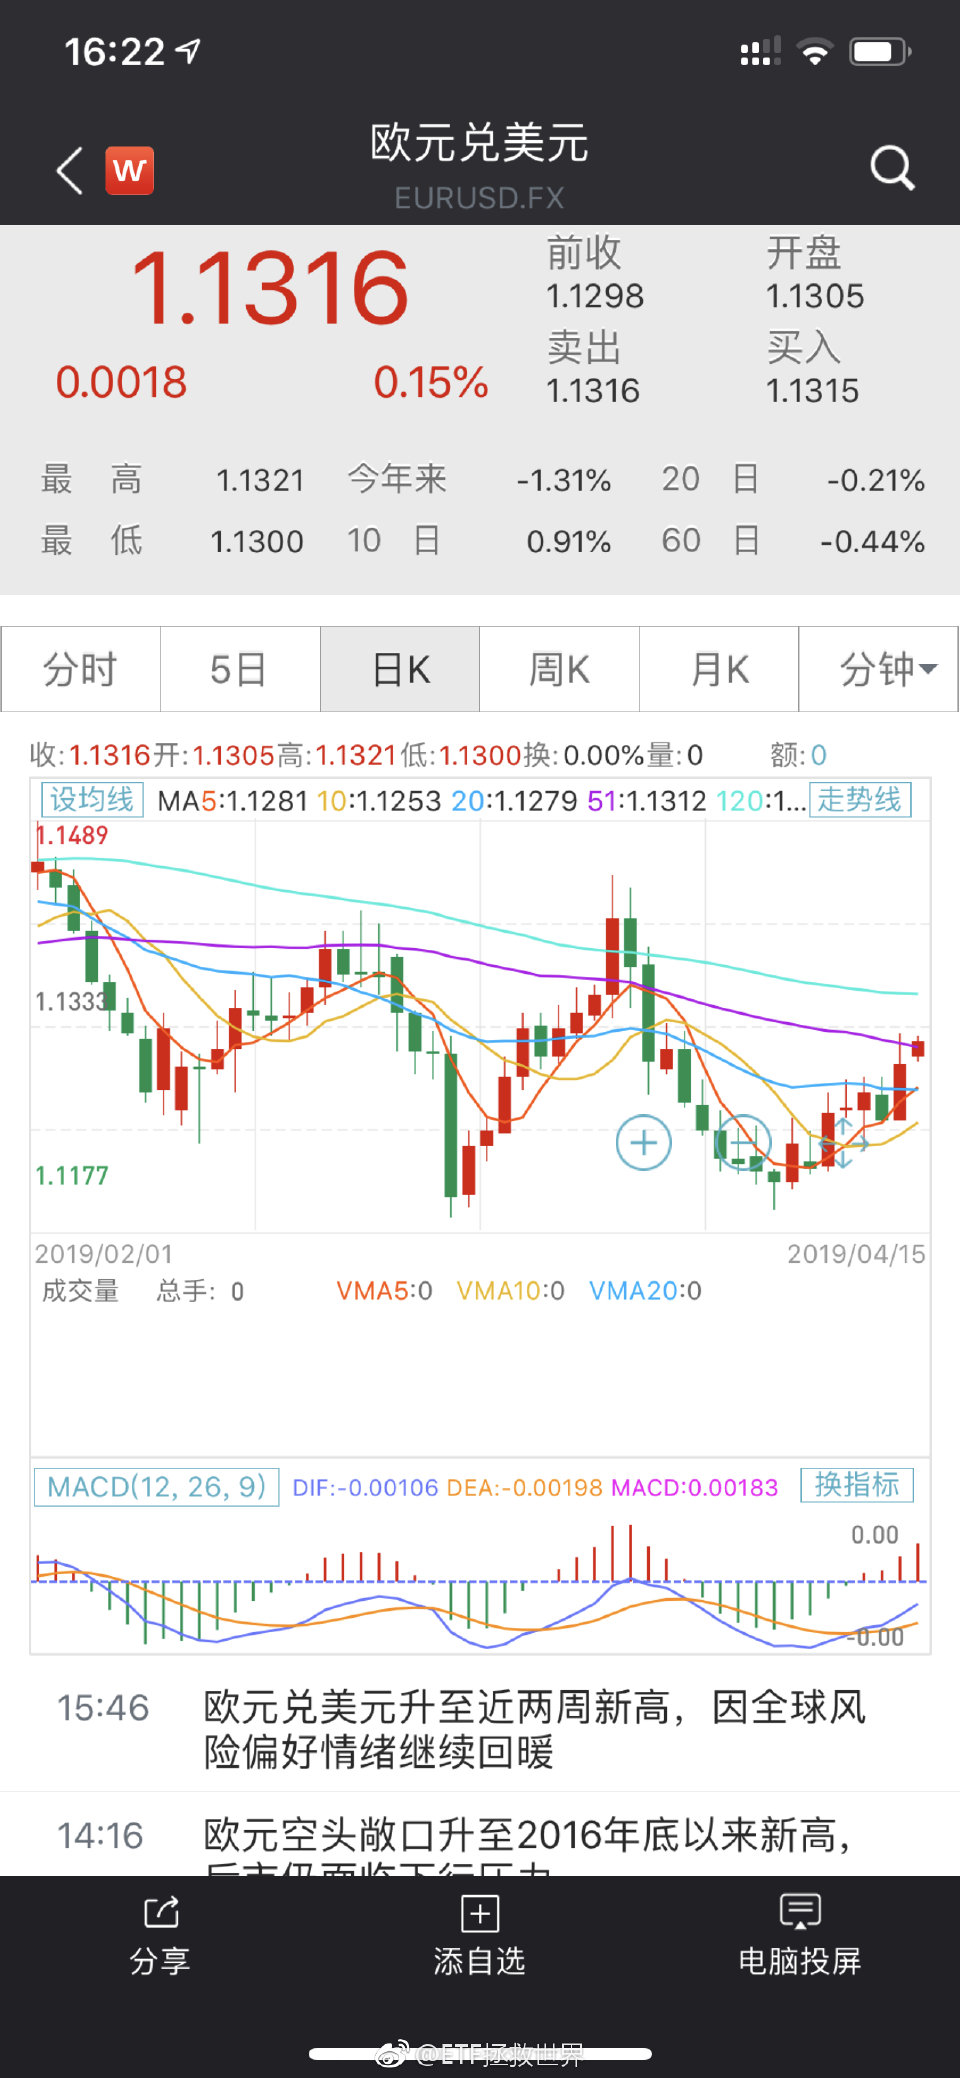 16:22
W
欧元兑美元
EURUSD.FX
1.1316
0.0018 0.15%
前收 开盘
1.1298 1.1305
卖出 买入
1.1316 1.1315
最 高 1.1321 今年来 -1.31% 20 日 -0.21%
最 低 1.1300 10 日 0.91% 60 日 -0.44%
分时 5日 日K 周K 月K 分钟
收:1.1316开:1.1305高:1.1321低:1.1300换:0.00%量:0 额:0
设均线 MA5:1.1281 10:1.1253 20:1.1279 51:1.1312 120:1... 走势线
1.1489
1.1333
1.1177
2019/02/01 2019/04/15
成交量 总手: 0 VMA5:0 VMA10:0 VMA20:0
MACD(12, 26, 9) DIF:-0.00106 DEA:-0.00198 MACD:0.00183 换指标
0.00
-0.00
15:46 欧元兑美元升至近两周新高，因全球风
险偏好情绪继续回暖
14:16 欧元空头敞口升至2016年底以来新高，
后市仍面临下行压力
分享 添自选 电脑投屏
@ETF拯救世界